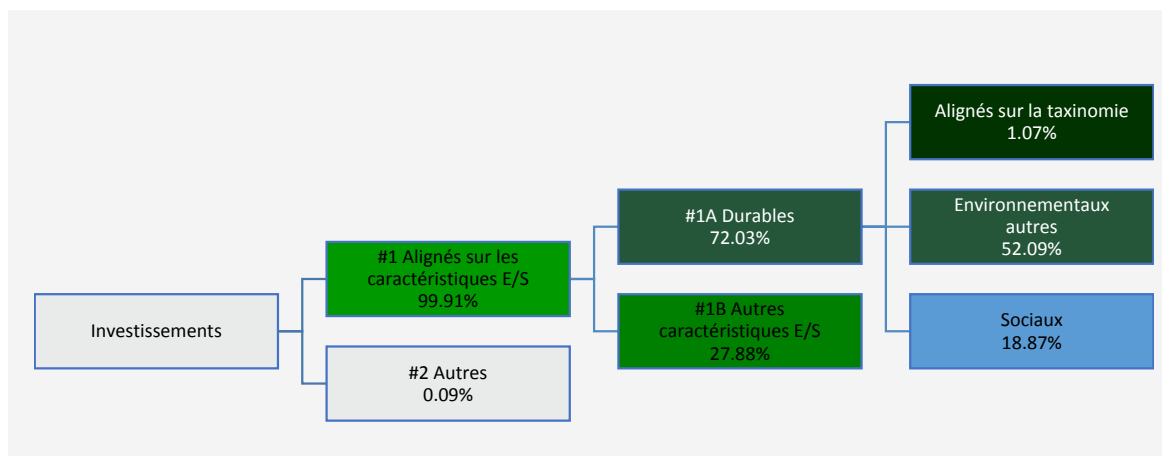 Investissements
#1 Alignés sur les
caractéristiques E/S
99.91%
#2 Autres
0.09%
#1A Durables
72.03%
#1B Autres
caractéristiques E/S
27.88%
Alignés sur la taxinomie
1.07%
Environnementaux
autres
52.09%
Sociaux
18.87%